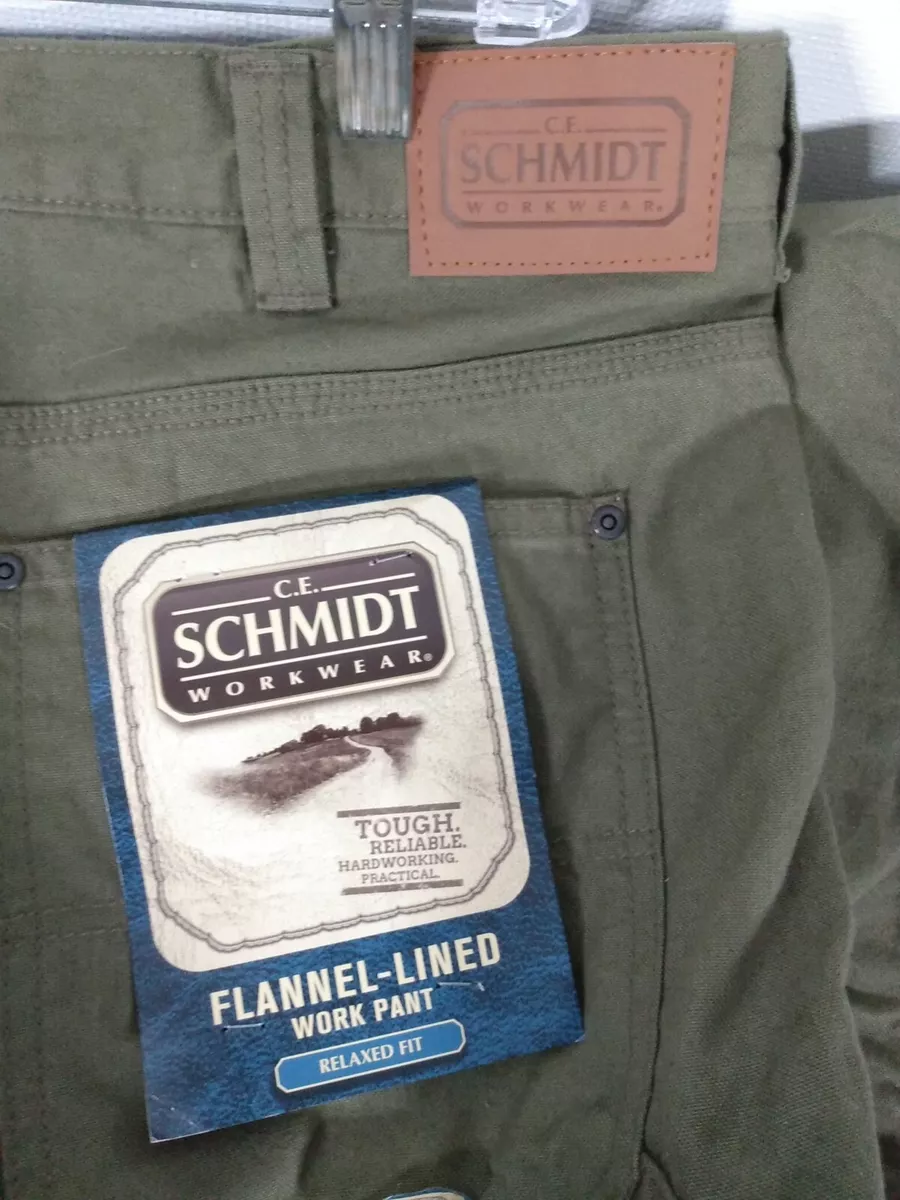 C.E.
SCHMIDT
WORKWEAR®
C.E.
SCHMIDT
WORKWEAR®
TOUGH.
RELIABLE.
HARDWORKING.
PRACTICAL.
FLANNEL-LINED
WORK PANT
RELAXED FIT